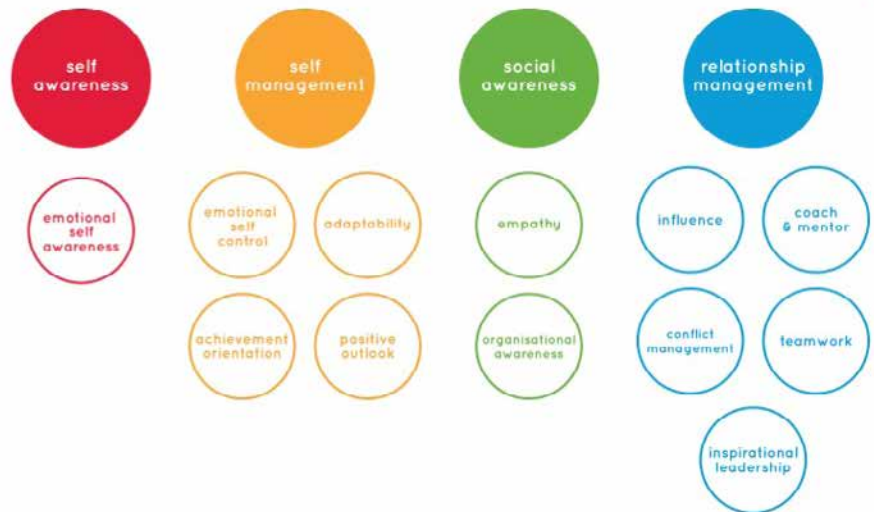 self
awareness
self
management
social
awareness
relationship
management
emotional
self
awareness
emotional
self
control
adaptability
empathy
influence
coach
& mentor
achievement
orientation
positive
outlook
organisational
awareness
conflict
management
teamwork
inspirational
leadership